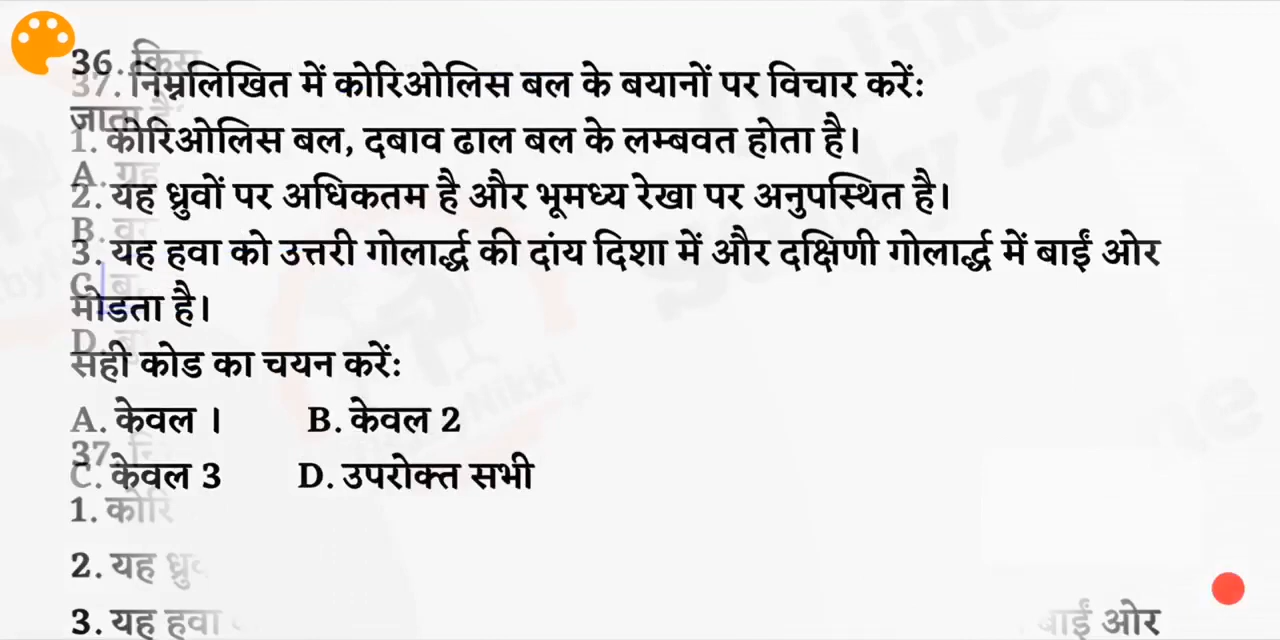 36. किस
37. निम्नलिखित में कोरिओलिस बल के बयानों पर विचार करें:
जाता है:
1. कोरिओलिस बल, दबाव ढाल बल के लम्बवत होता है।
A. ग्रह
2. यह ध्रुवों पर अधिकतम है और भूमध्य रेखा पर अनुपस्थित है।
B.
3. यह हवा को उत्तरी गोलार्द्ध की दांय दिशा में और दक्षिणी गोलार्द्ध में बाईं ओर
C.
मोडता है।
D.
सही कोड का चयन करें:
A. केवल । B. केवल 2
37.
C. केवल 3 D. उपरोक्त सभी
1. कोरि
2. यह ध्रुव
3. यह हवा बाईं ओर